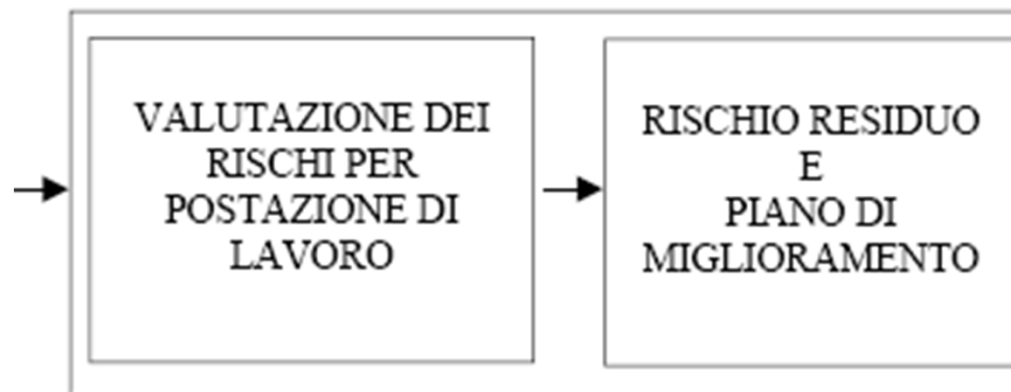 VALUTAZIONE DEI
RISCHI PER
POSTAZIONE DI
LAVORO
RISCHIO RESIDUO
E
PIANO DI
MIGLIORAMENTO